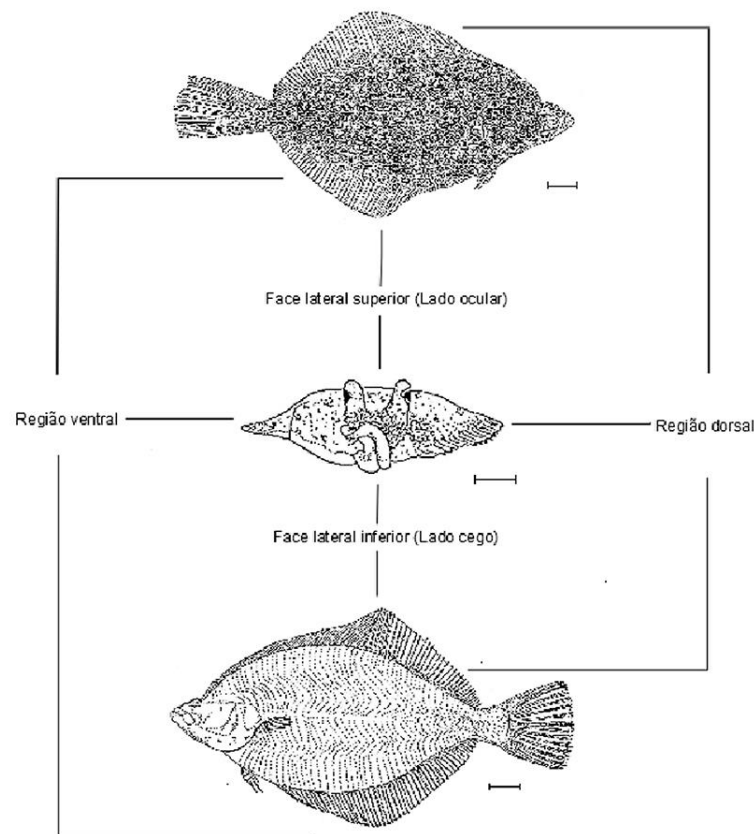 Face lateral superior (Lado ocular)
Região ventral
Região dorsal
Face lateral inferior (Lado cego)